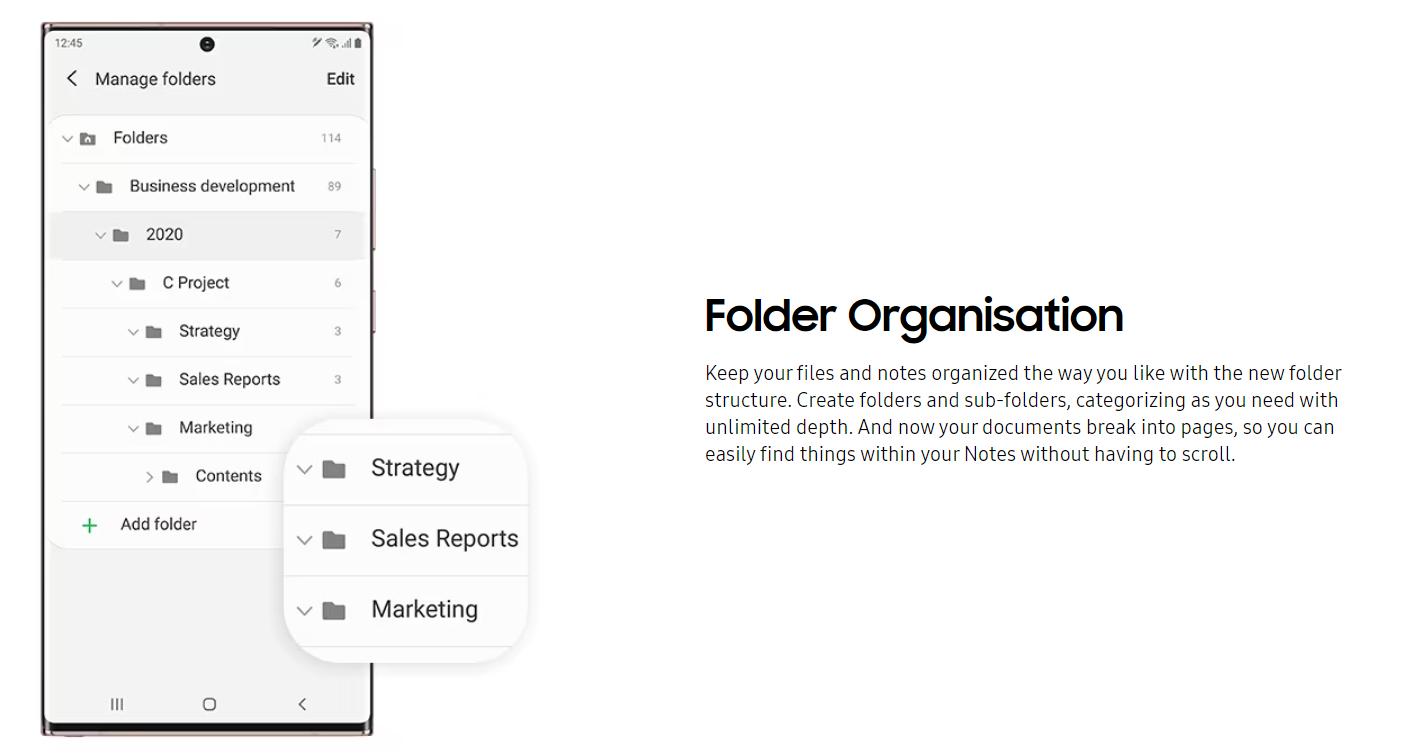 12:45
Manage folders Edit
Folders 114
Business development 89
2020 7
C Project 6
Strategy 3
Sales Reports 3
Marketing
Contents
Add folder
Strategy
Sales Reports
Marketing
Folder Organisation
Keep your files and notes organized the way you like with the new folder
structure. Create folders and sub-folders, categorizing as you need with
unlimited depth. And now your documents break into pages, so you can
easily find things within your Notes without having to scroll.